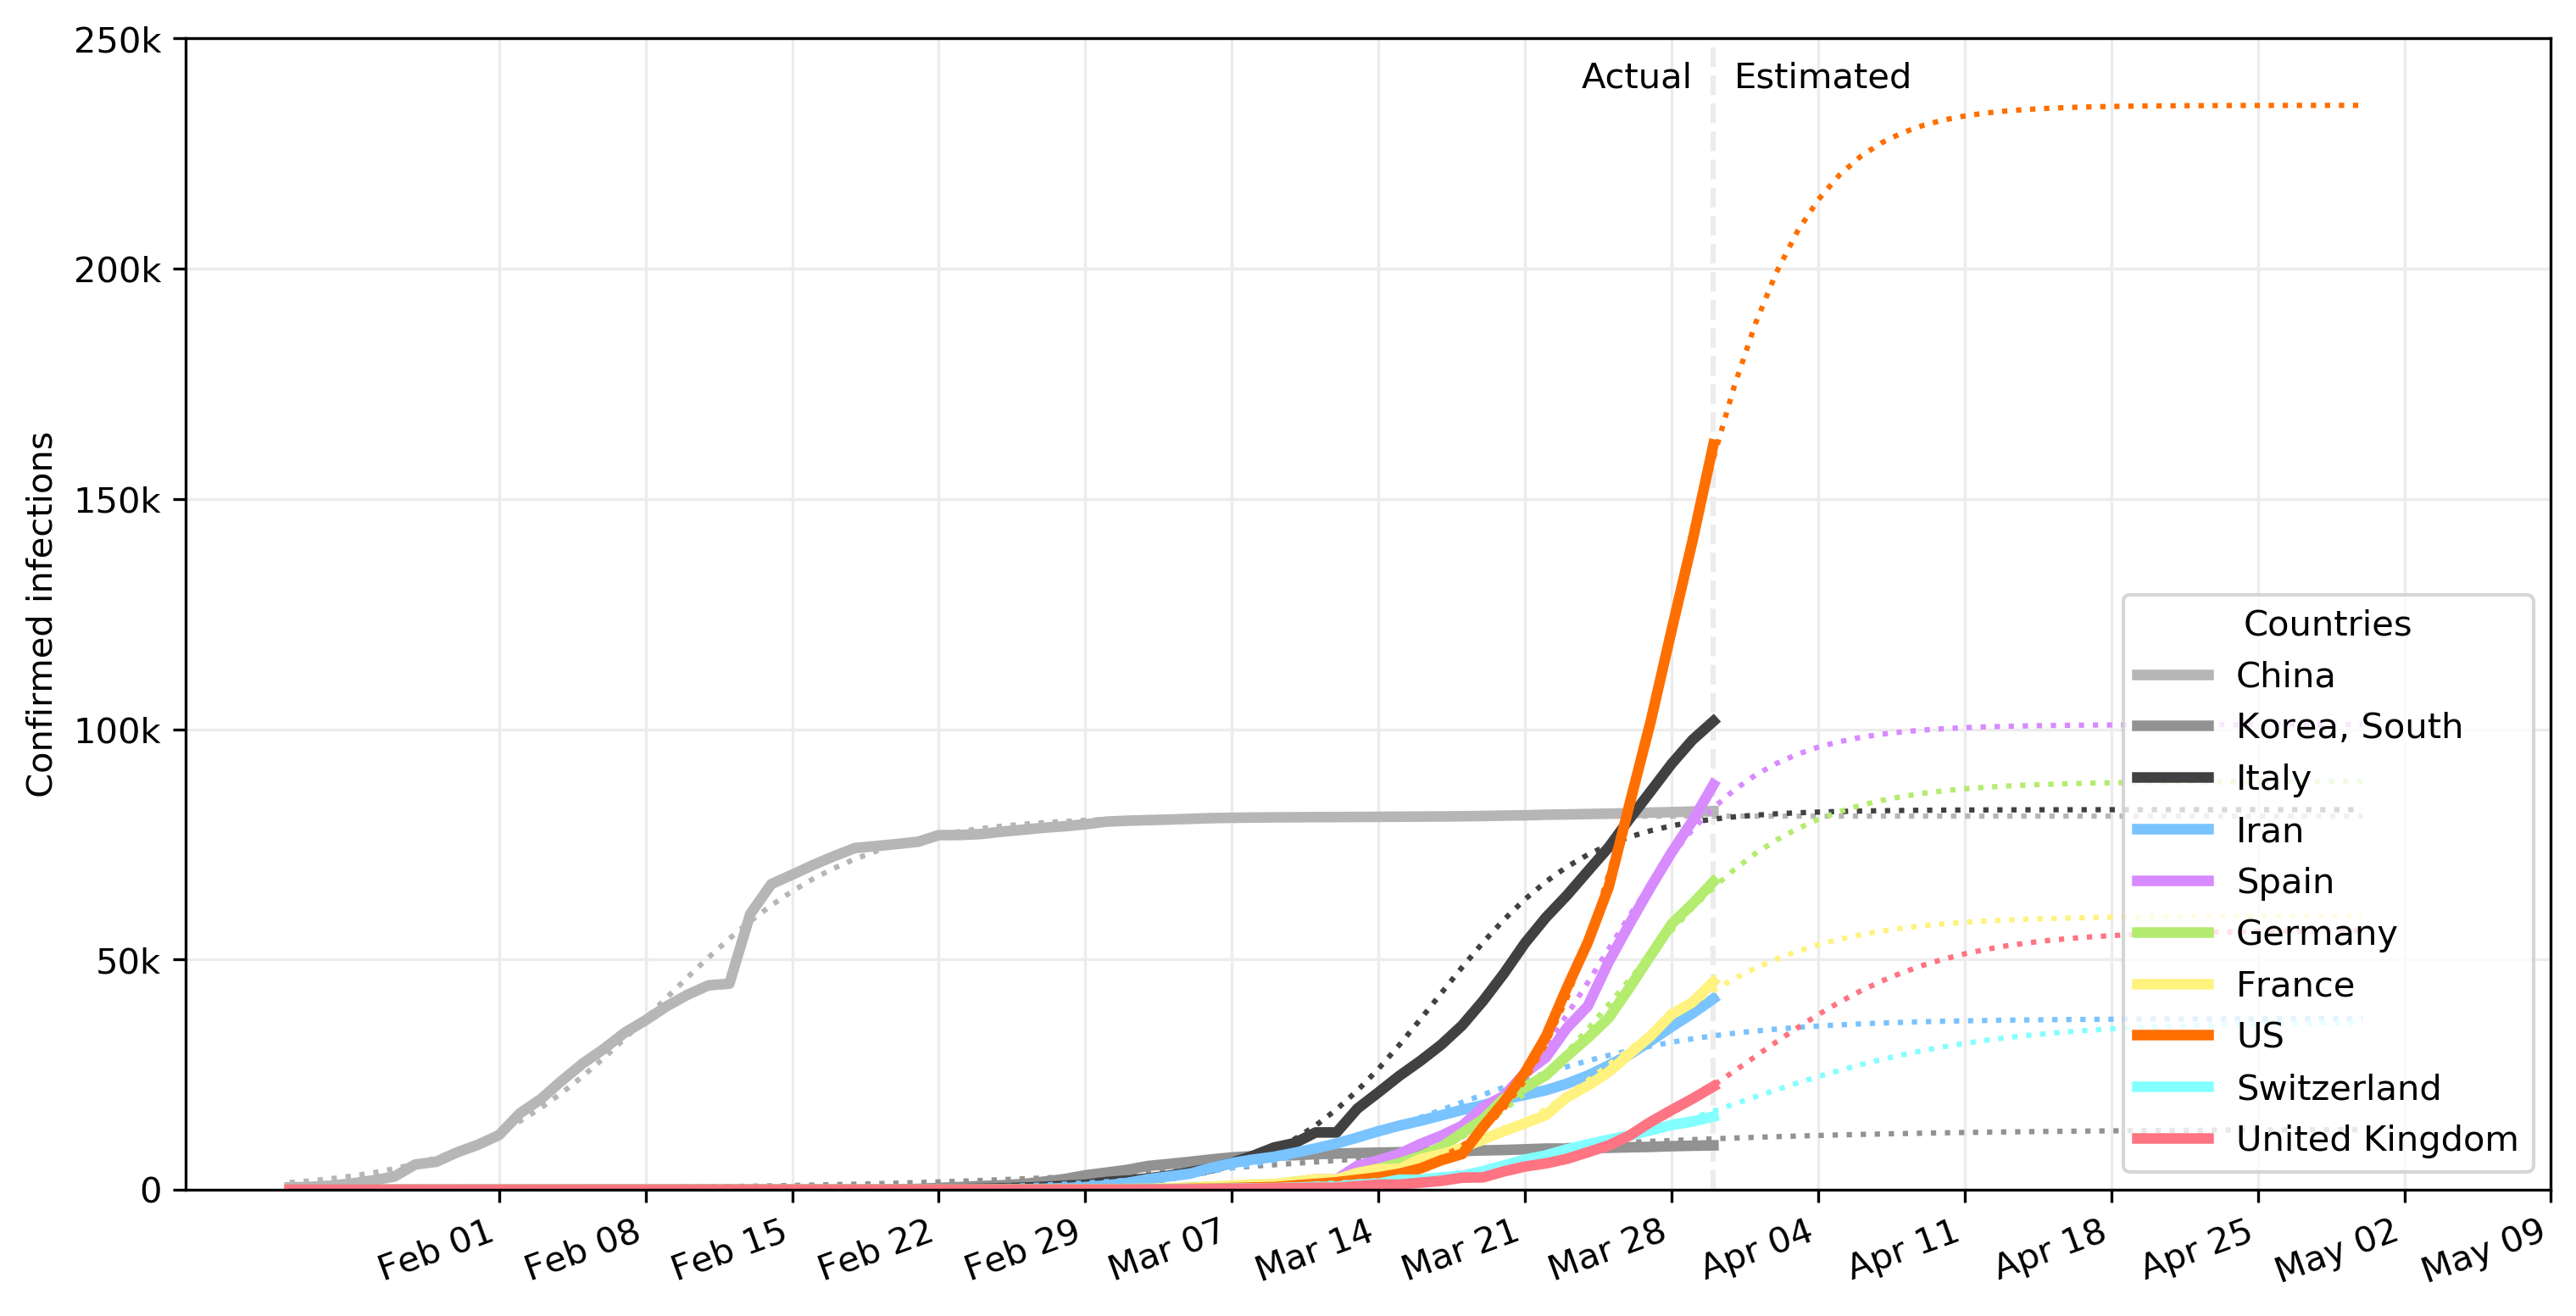 250k
200k
150k
100k
50k
0
Confirmed infections
Actual
Estimated
Countries
China
Korea, South
Italy
Iran
Spain
Germany
France
US
Switzerland
United Kingdom
Feb 01
Feb 08
Feb 15
Feb 22
Feb 29
Mar 07
Mar 14
Mar 21
Mar 28
Apr 04
Apr 11
Apr 18
Apr 25
May 02
May 09